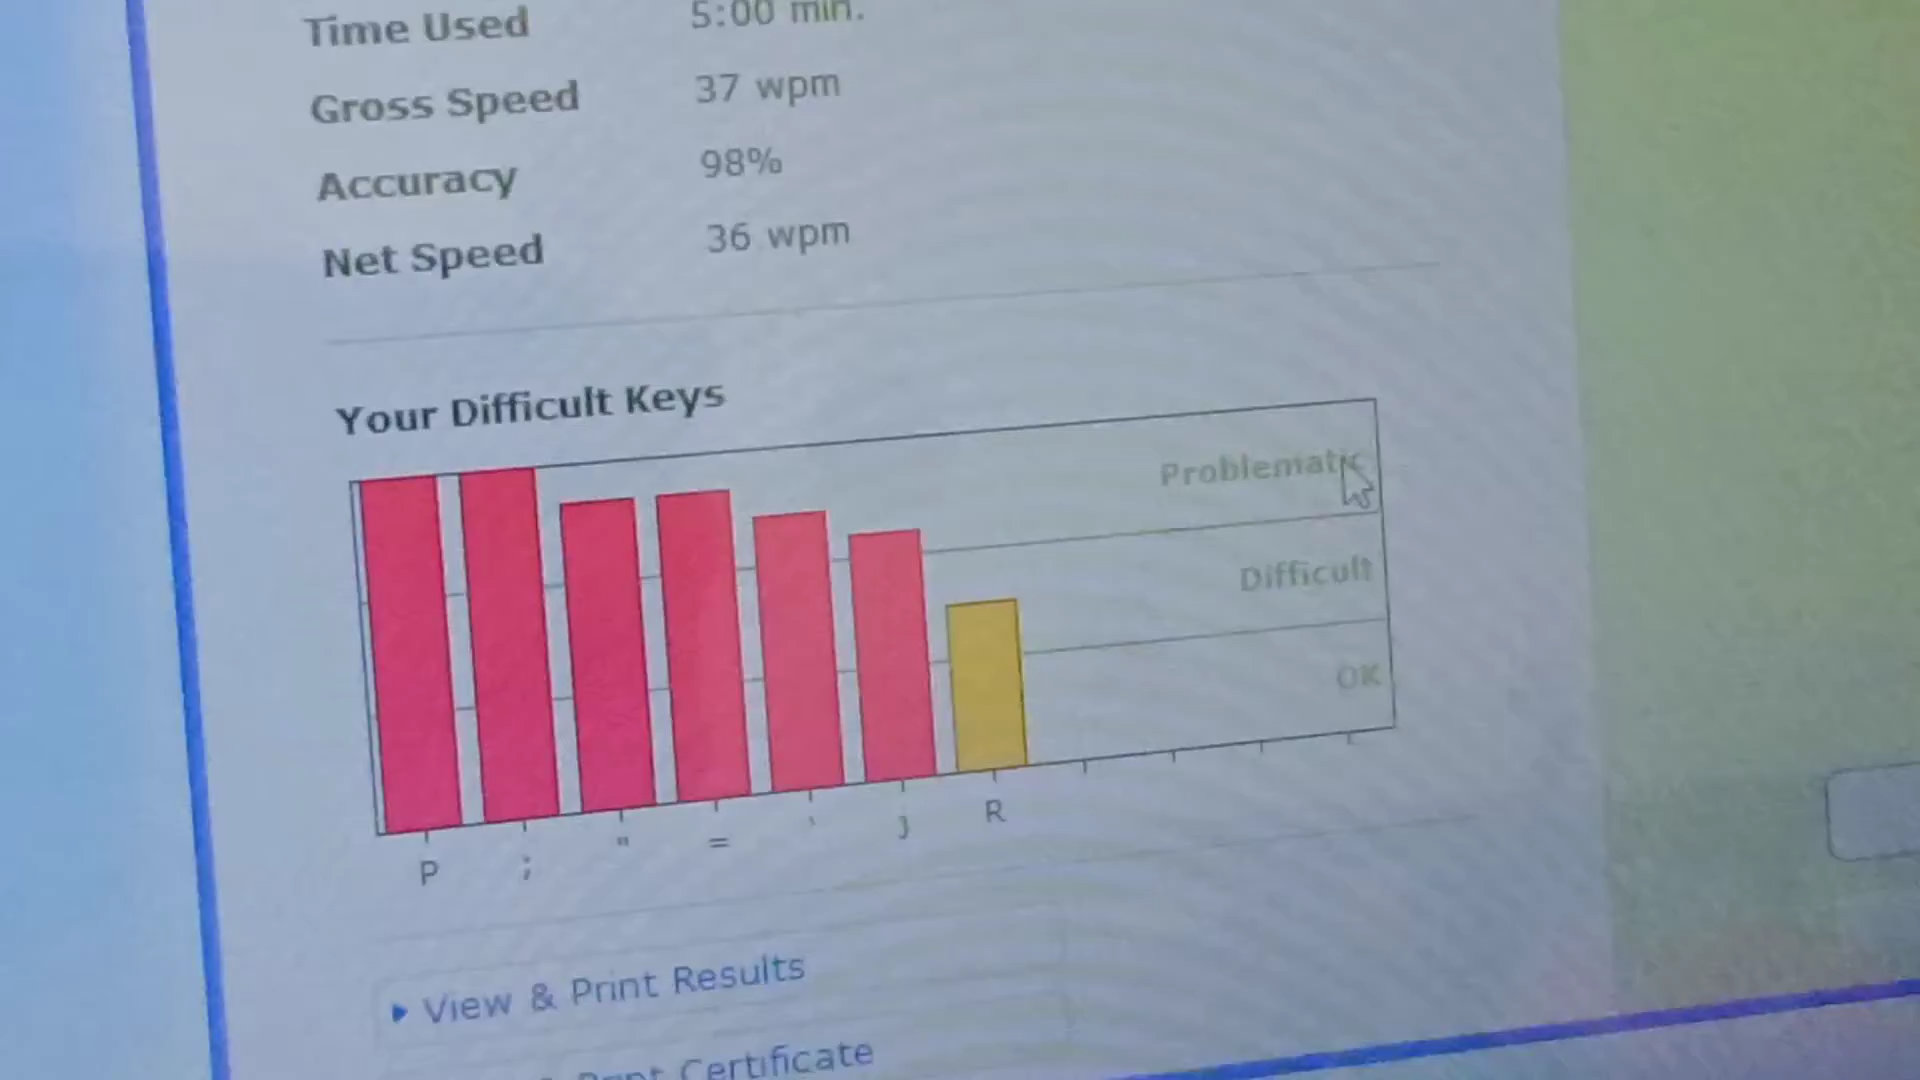 Time Used 5:00 min.
Gross Speed 37 wpm
Accuracy 98%
Net Speed 36 wpm
Your Difficult Keys
Problematic
Difficult
OK
P ; " = ' j R
▸ View & Print Results
Print Certificate